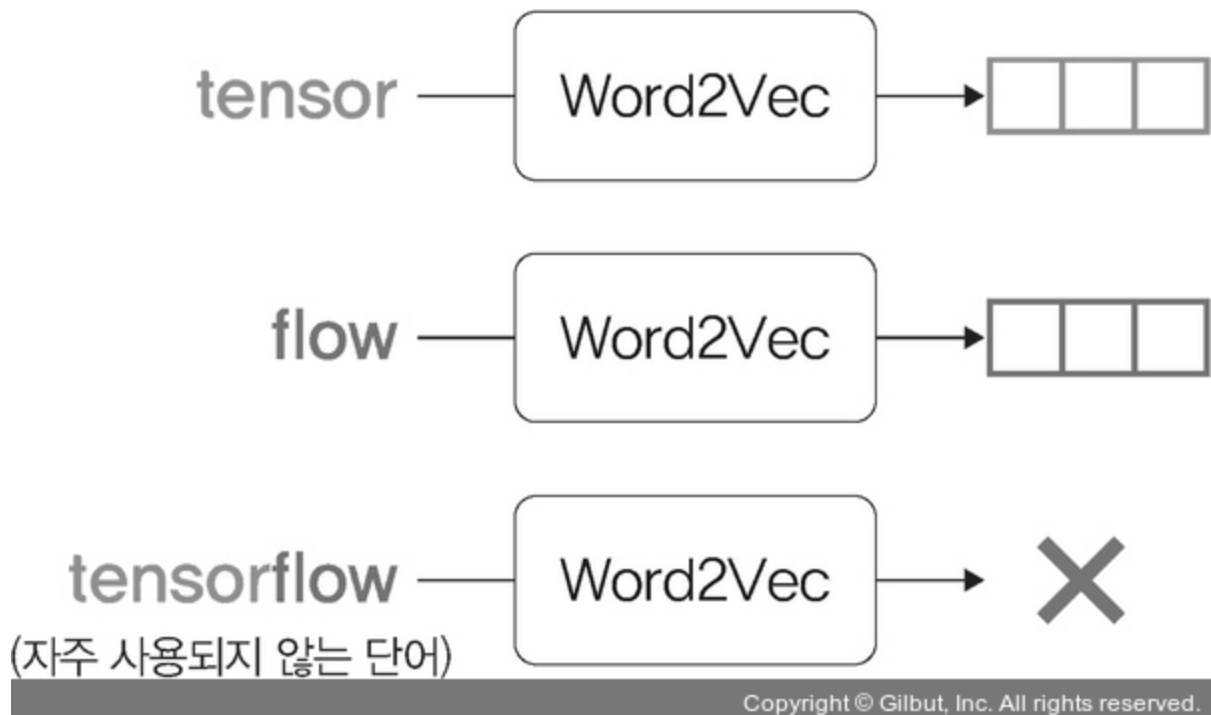 tensor Word2Vec
flow Word2Vec
tensorflow Word2Vec
(자주 사용되지 않는 단어)
Copyright © Gilbut, Inc. All rights reserved.